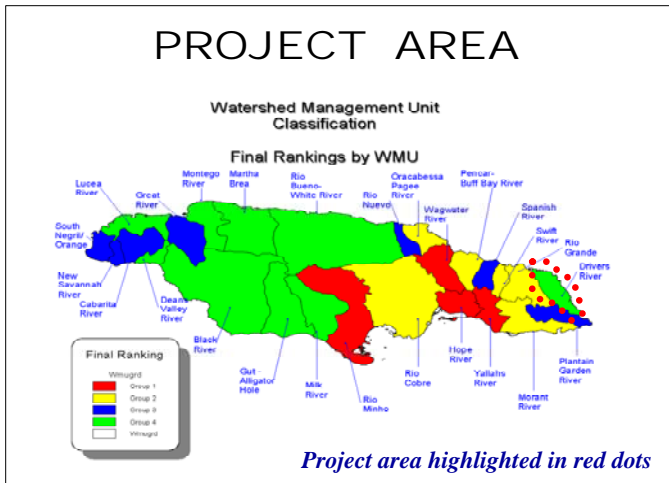 PROJECT AREA
Watershed Management Unit
Classification
Final Rankings by WMU
Lucea
River
Great
River
Montego
River
Martha
Brea
Rio
Bueno-
White River
Rio
Nuevo
Oracabessa
Pagee
River
Wagwater
River
Pencar-
Buff Bay River
Spanish
River
Swift
River
Rio
Grande
Drivers
River
South
Negril/
Orange
New
Savannah
River
Cabarita
River
Deans
Valley
River
Black
River
Gut -
Alligator
Hole
Milk
River
Rio
Minho
Rio
Cobre
Hope
River
Yallahs
River
Morant
River
Plantain
Garden
River
Final Ranking
Wmugrd
Group 1
Group 2
Group 3
Group 4
Wmugrd
Project area highlighted in red dots